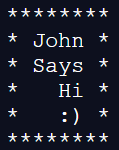 ********
* John *
* Says *
*   Hi *
*   :) *
********